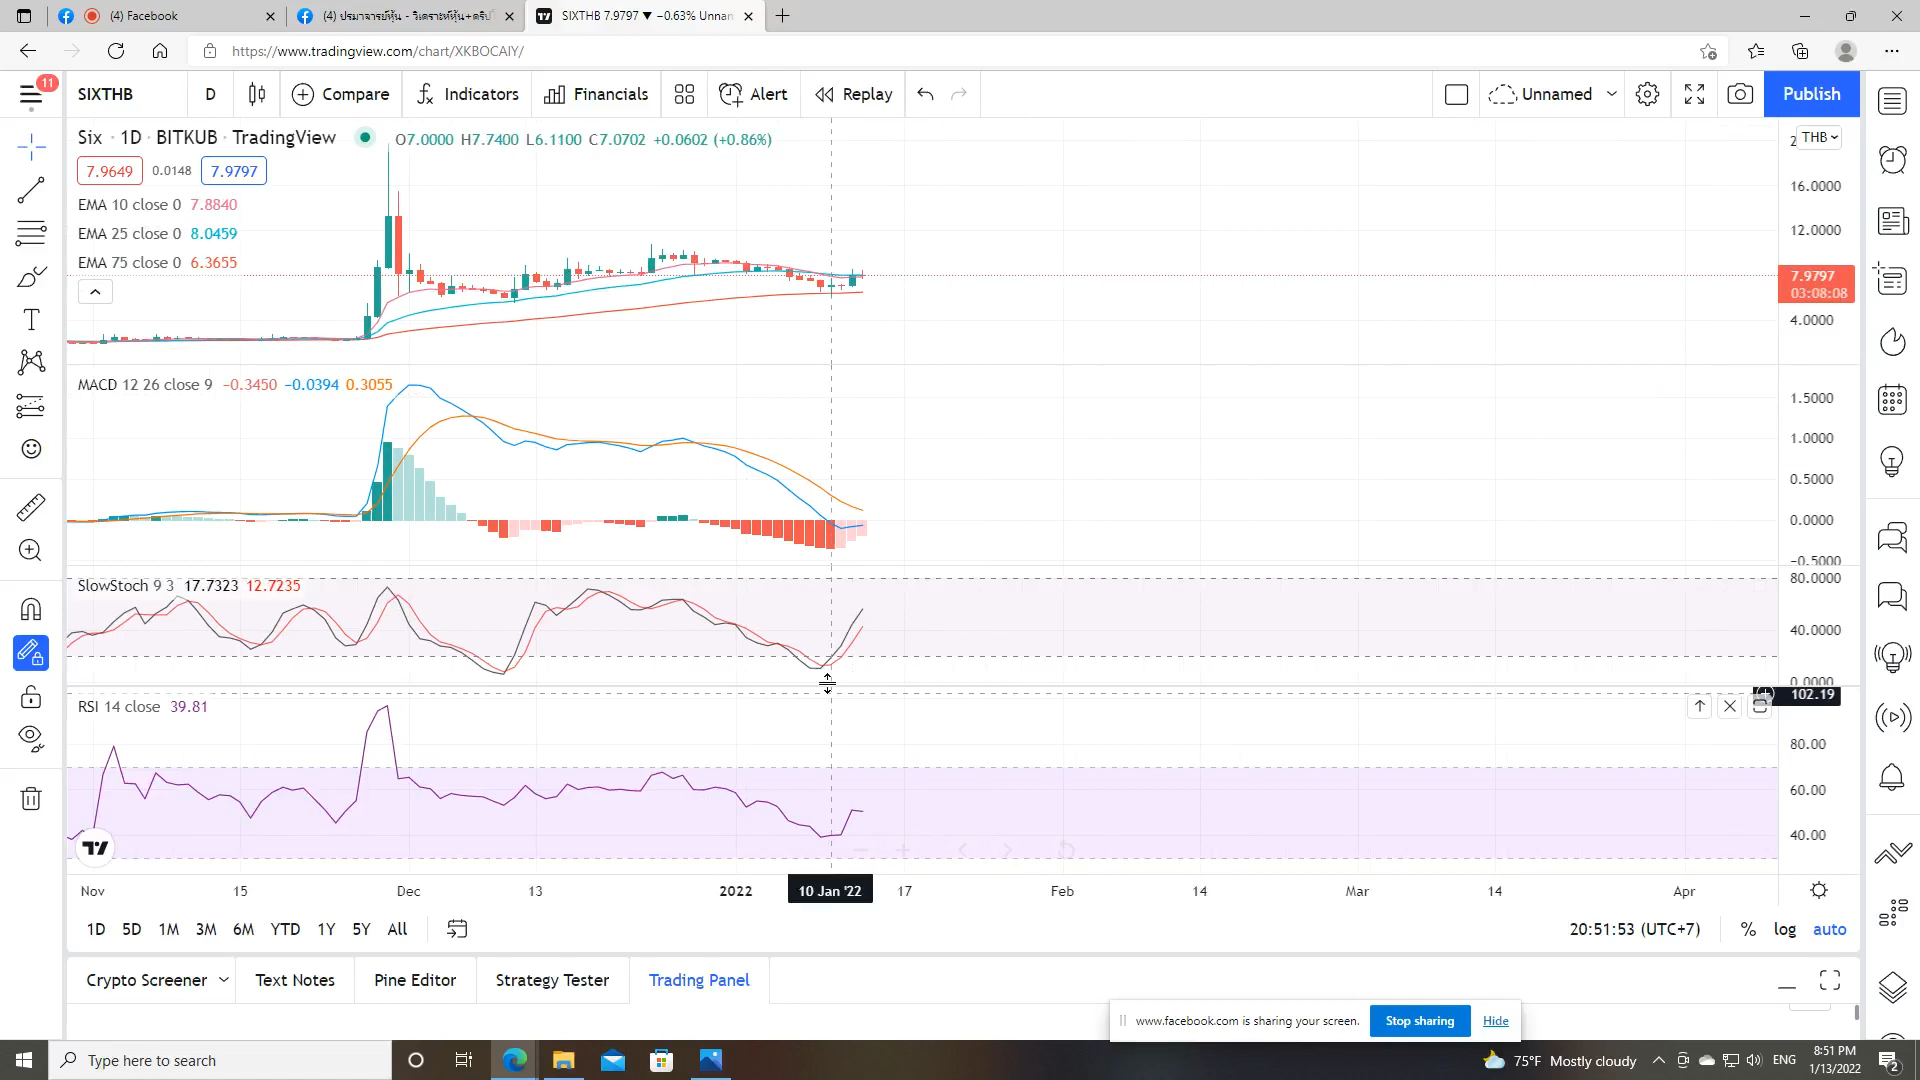 (4) Facebook
(4) ปรมาจารย์หุ้น - วิเคราะห์หุ้น+คริปโ
SIXTHB 7.9797 ▼ −0.63% Unnam
https://www.tradingview.com/chart/XKBOCAIY/
11
SIXTHB
D
Compare
Indicators
Financials
Alert
Replay
Unnamed
Publish
Six · 1D · BITKUB · TradingView
O7.0000 H7.7400 L6.1100 C7.0702 +0.0602 (+0.86%)
THB
7.9649
0.0148
7.9797
EMA 10 close 0 7.8840
EMA 25 close 0 8.0459
EMA 75 close 0 6.3655
16.0000
12.0000
7.9797
03:08:08
4.0000
MACD 12 26 close 9 −0.3450 −0.0394 0.3055
1.5000
1.0000
0.5000
0.0000
−0.5000
SlowStoch 9 3 17.7323 12.7235
80.0000
40.0000
0.0000
102.19
RSI 14 close 39.81
80.00
60.00
40.00
Nov 15 Dec 13 2022 10 Jan '22 17 Feb 14 Mar 14 Apr
1D 5D 1M 3M 6M YTD 1Y 5Y All
20:51:53 (UTC+7)
% log auto
Crypto Screener
Text Notes
Pine Editor
Strategy Tester
Trading Panel
www.facebook.com is sharing your screen.
Stop sharing
Hide
Type here to search
75°F Mostly cloudy
ENG
8:51 PM
1/13/2022
2